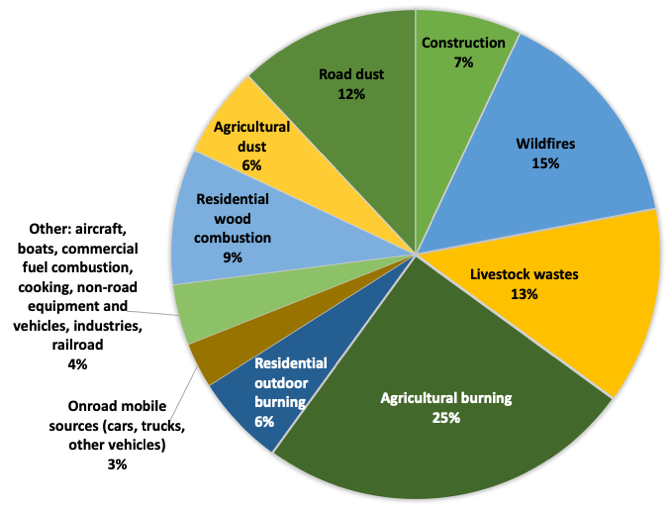 Construction
7%
Wildfires
15%
Livestock wastes
13%
Agricultural burning
25%
Residential
outdoor
burning
6%
Onroad mobile
sources (cars, trucks,
other vehicles)
3%
Other: aircraft,
boats, commercial
fuel combustion,
cooking, non-road
equipment and
vehicles, industries,
railroad
4%
Residential
wood
combustion
9%
Agricultural
dust
6%
Road dust
12%